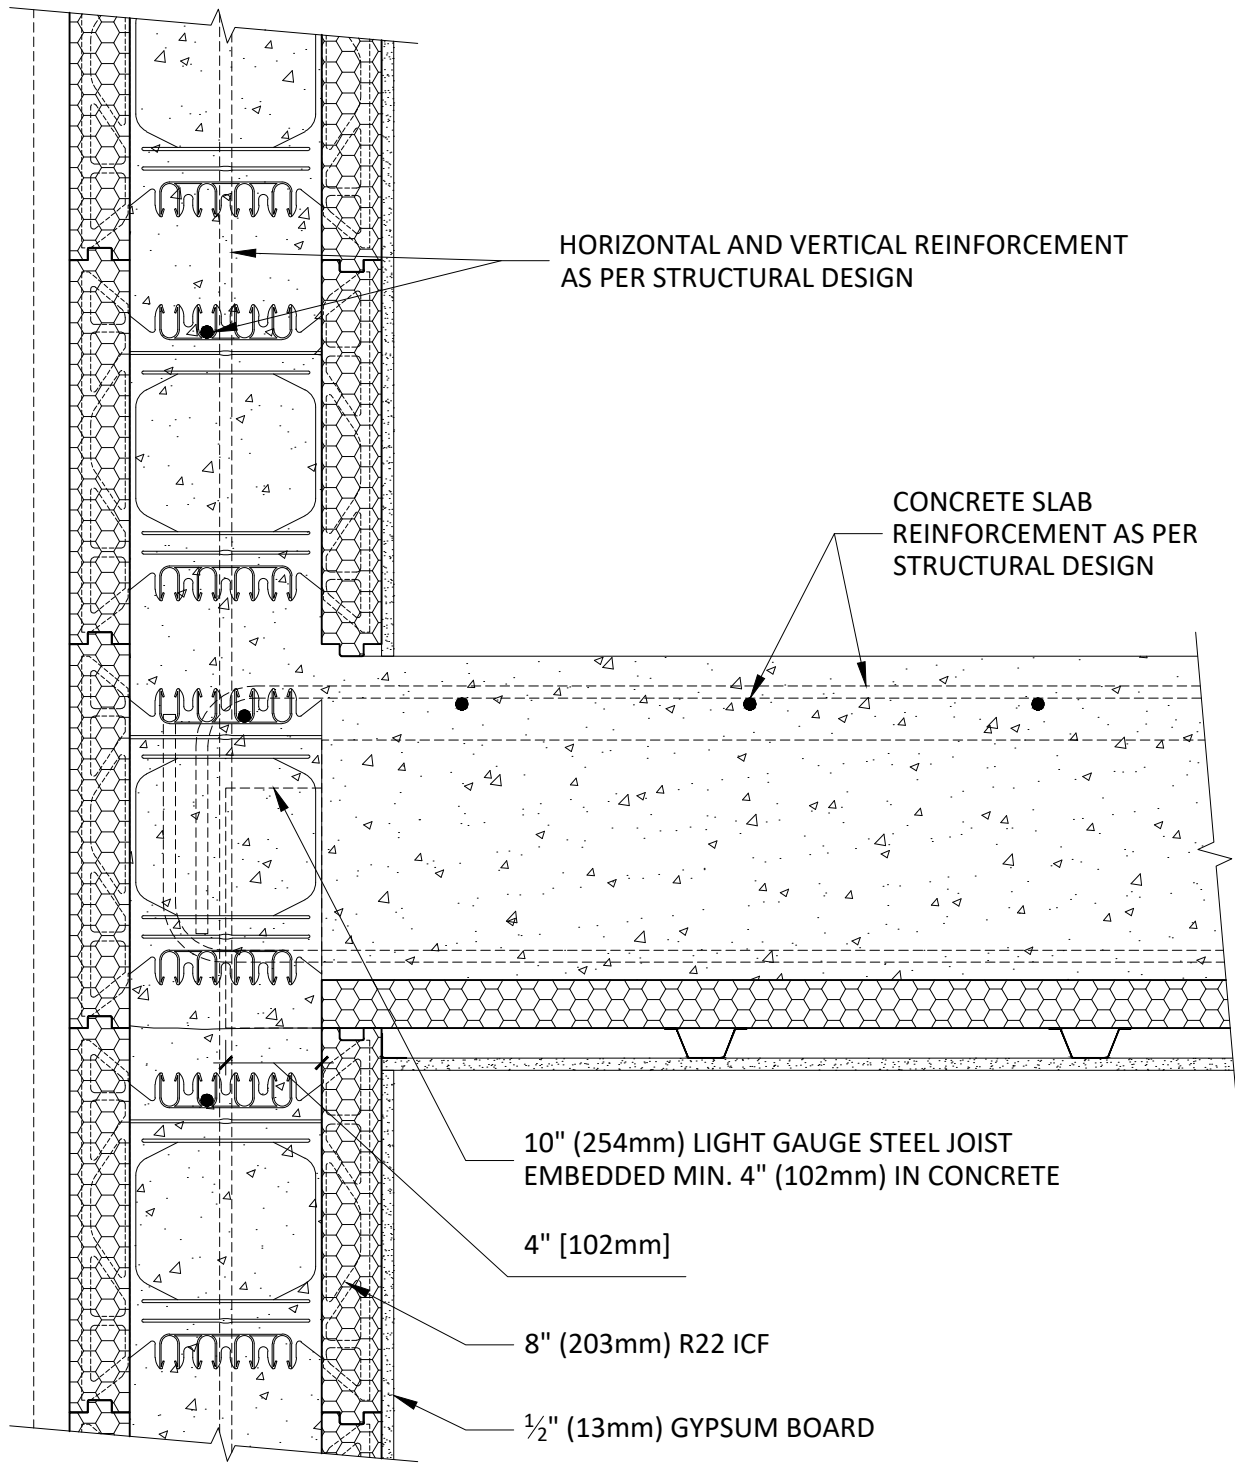 HORIZONTAL AND VERTICAL REINFORCEMENT
AS PER STRUCTURAL DESIGN
CONCRETE SLAB
REINFORCEMENT AS PER
STRUCTURAL DESIGN
10" (254mm) LIGHT GAUGE STEEL JOIST
EMBEDDED MIN. 4" (102mm) IN CONCRETE
4" [102mm]
8" (203mm) R22 ICF
½" (13mm) GYPSUM BOARD